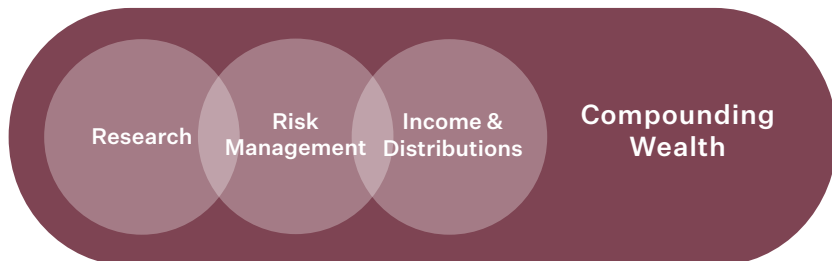 Research
Risk
Management
Income &
Distributions
Compounding
Wealth